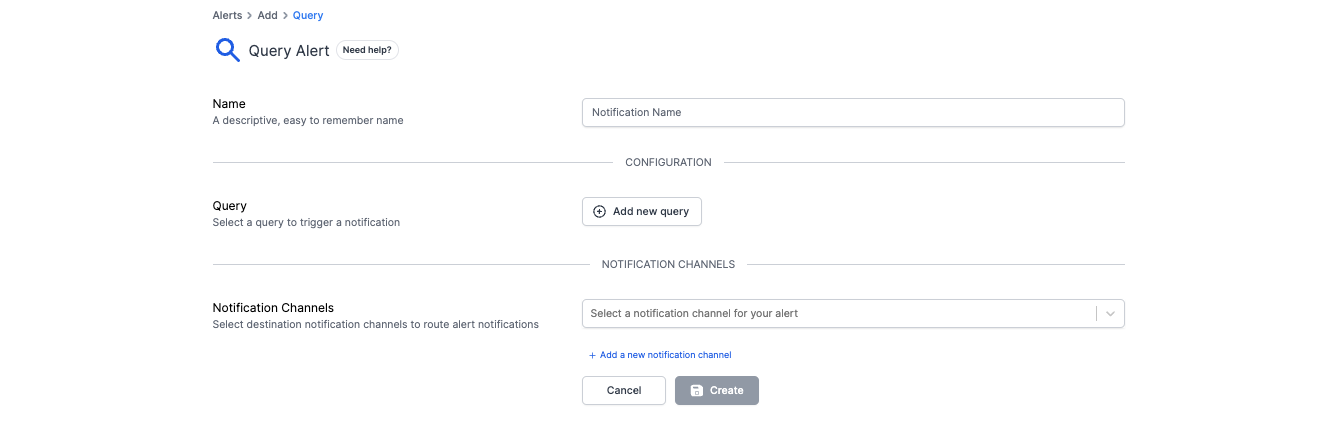 Alerts > Add > Query
Query Alert Need help?
Name
A descriptive, easy to remember name
Notification Name
CONFIGURATION
Query
Select a query to trigger a notification
Add new query
NOTIFICATION CHANNELS
Notification Channels
Select destination notification channels to route alert notifications
Select a notification channel for your alert
+ Add a new notification channel
Cancel Create